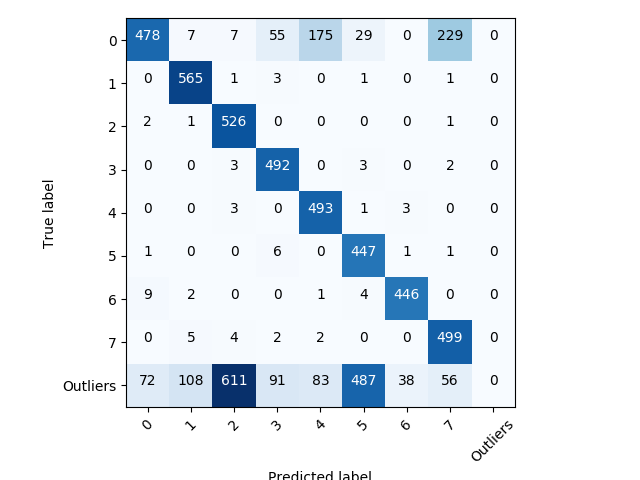 0 478 7 7 55 175 29 0 229 0
1 0 565 1 3 0 1 0 1 0
2 2 1 526 0 0 0 0 1 0
3 0 0 3 492 0 3 0 2 0
4 0 0 3 0 493 1 3 0 0
5 1 0 0 6 0 447 1 1 0
6 9 2 0 0 1 4 446 0 0
7 0 5 4 2 2 0 0 499 0
Outliers 72 108 611 91 83 487 38 56 0
0 1 2 3 4 5 6 7 Outliers
True label
Predicted label